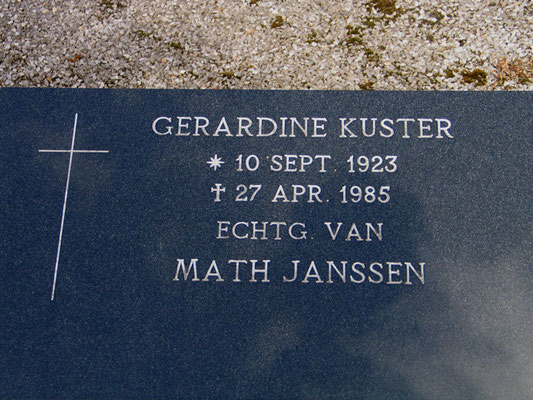 GERARDINE KUSTER
* 10 SEPT. 1923
✝ 27 APR. 1985
ECHTG. VAN
MATH JANSSEN